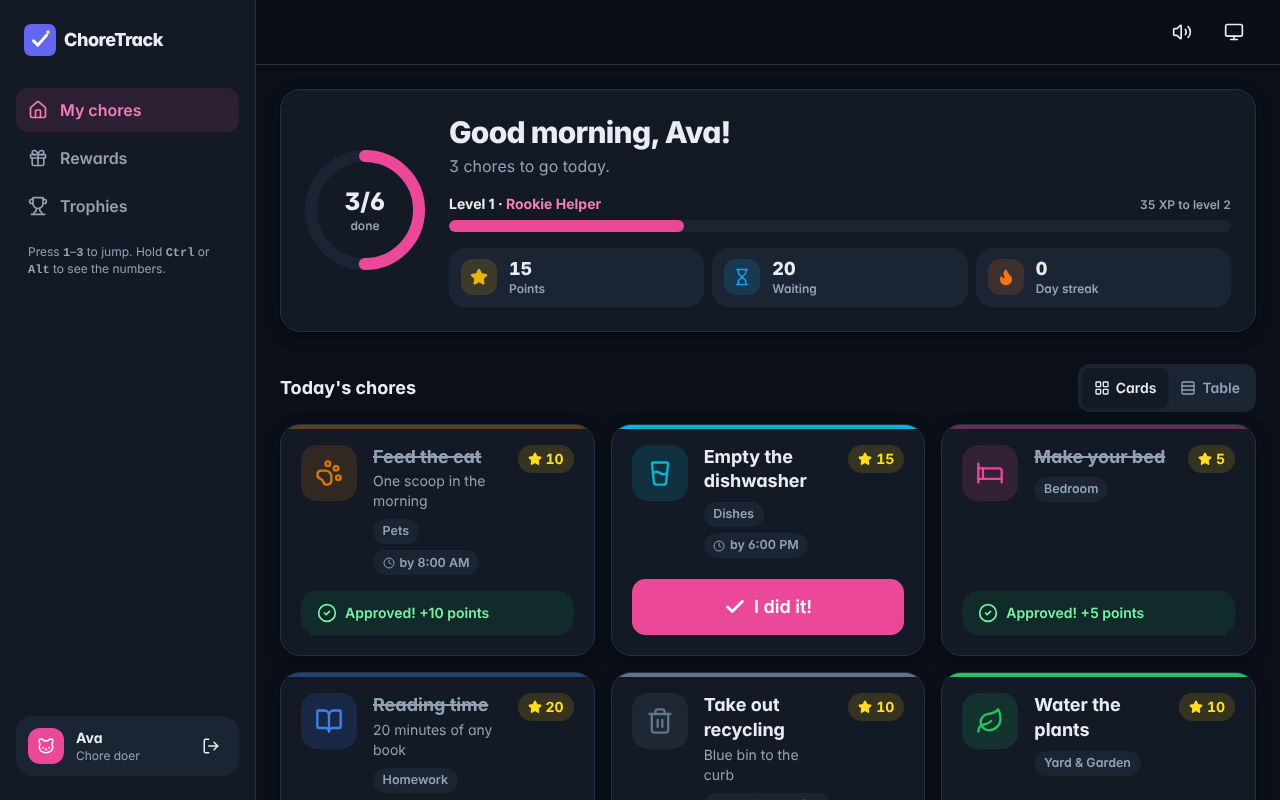 ChoreTrack
My chores
Rewards
Trophies
Press 1–3 to jump. Hold Ctrl or
Alt to see the numbers.
Ava
Chore doer
Good morning, Ava!
3 chores to go today.
3/6
done
Level 1 · Rookie Helper
35 XP to level 2
15
Points
20
Waiting
0
Day streak
Today's chores
Cards
Table
Feed the cat
10
One scoop in the
morning
Pets
by 8:00 AM
Approved! +10 points
Empty the
dishwasher
15
Dishes
by 6:00 PM
I did it!
Make your bed
5
Bedroom
Approved! +5 points
Reading time
20
20 minutes of any
book
Homework
Take out
recycling
10
Blue bin to the
curb
Water the
plants
10
Yard & Garden